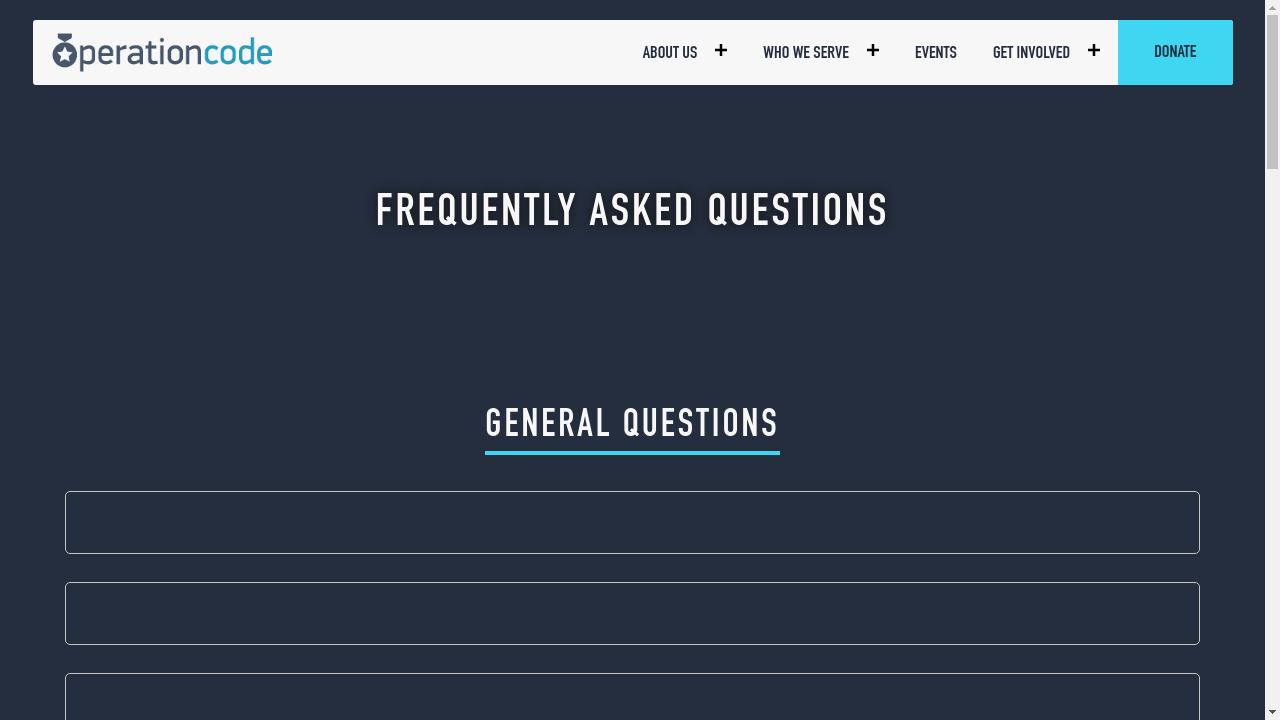 operationcode
ABOUT US
WHO WE SERVE
EVENTS
GET INVOLVED
DONATE
FREQUENTLY ASKED QUESTIONS
GENERAL QUESTIONS